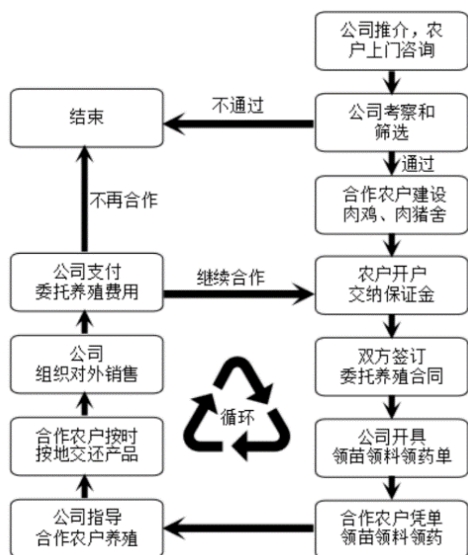 公司推介，农
户上门咨询
公司考察和
筛选
不通过
结束
通过
合作农户建设
肉鸡、肉猪舍
农户开户
交纳保证金
双方签订
委托养殖合同
公司开具
领苗领料领药单
合作农户凭单
领苗领料领药
公司指导
合作农户养殖
合作农户按时
按地交还产品
公司
组织对外销售
公司支付
委托养殖费用
继续合作
不再合作
循环